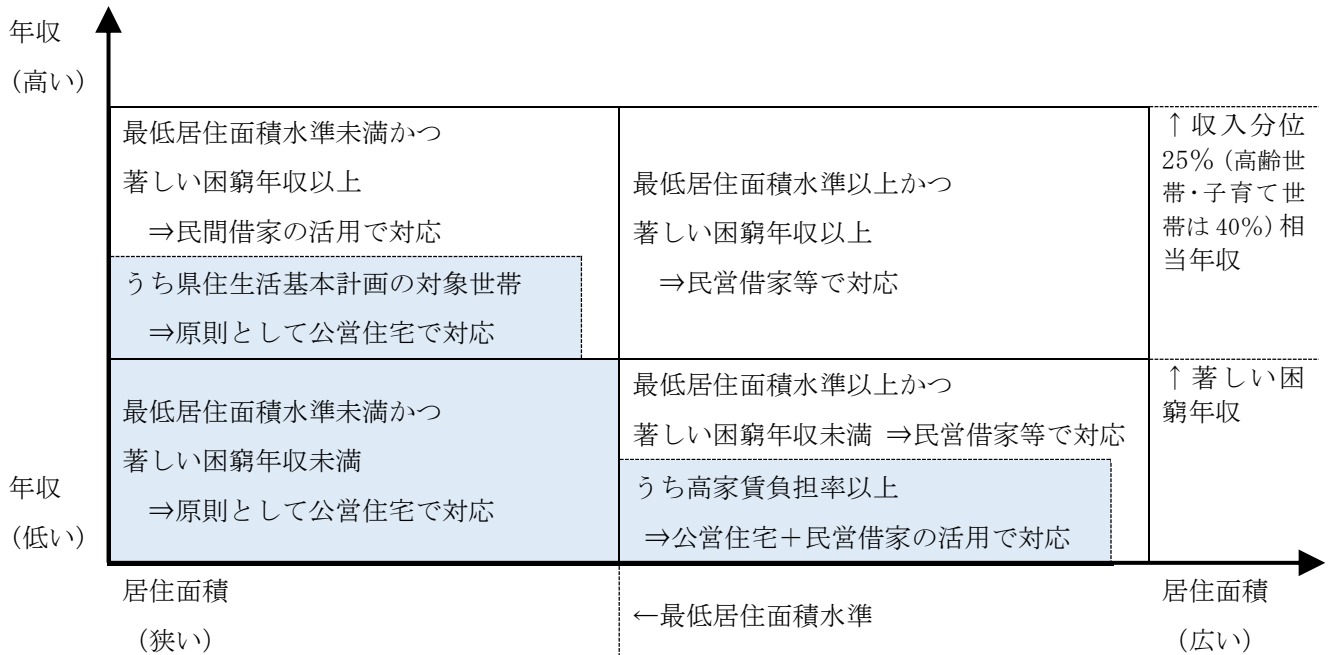 年収
（高い）
最低居住面積水準未満かつ
著しい困窮年収以上
⇒民間借家の活用で対応
うち県住生活基本計画の対象世帯
⇒原則として公営住宅で対応
最低居住面積水準以上かつ
著しい困窮年収以上
⇒民営借家等で対応
↑収入分位
25％（高齢世
帯・子育て世
帯は 40％）相
当年収
最低居住面積水準未満かつ
著しい困窮年収未満
⇒原則として公営住宅で対応
最低居住面積水準以上かつ
著しい困窮年収未満 ⇒民営借家等で対応
うち高家賃負担率以上
⇒公営住宅＋民営借家の活用で対応
↑著しい困
窮年収
年収
（低い）
居住面積
（狭い）
←最低居住面積水準
居住面積
（広い）